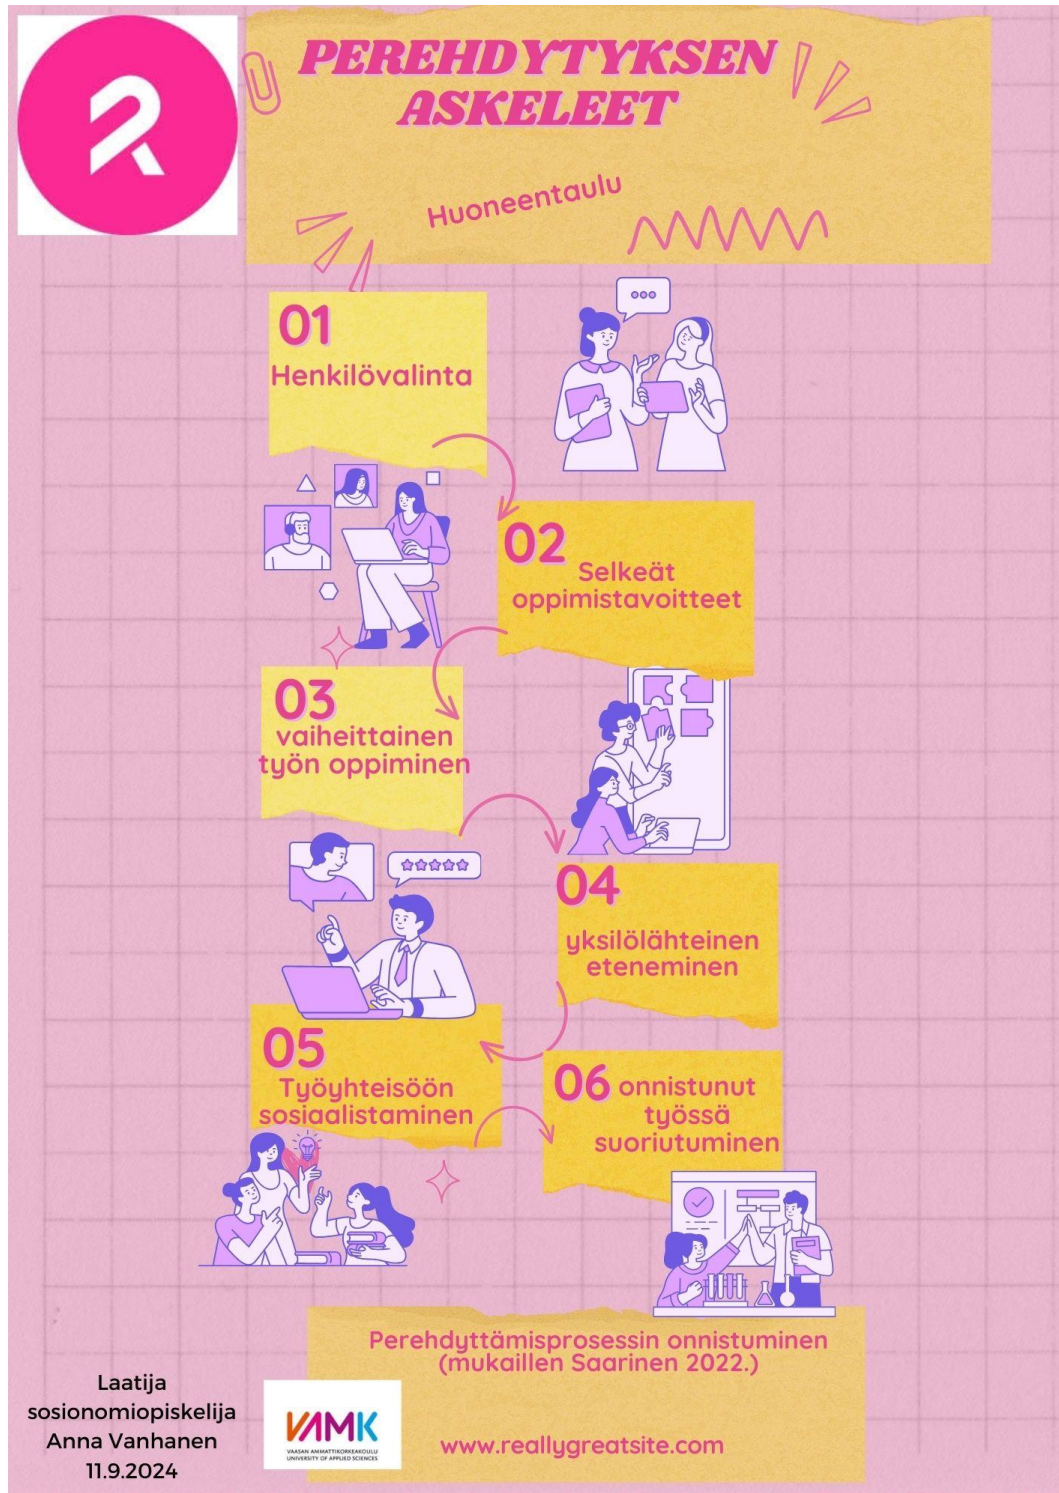 PEREHDYTYKSEN
ASKELEET
Huoneentaulu
01
Henkilövalinta
02
Selkeät
oppimistavoitteet
03
vaiheittainen
työn oppiminen
04
yksilölähteinen
eteneminen
05
Työyhteisöön
sosiaalistaminen
06 onnistunut
työssä
suoriutuminen
Perehdyttämisprosessin onnistuminen
(mukaillen Saarinen 2022.)
www.reallygreatsite.com
Laatija
sosionomiopiskelija
Anna Vanhanen
11.9.2024
VAMK
VAASAN AMMATTIKORKEAKOULU
UNIVERSITY OF APPLIED SCIENCES